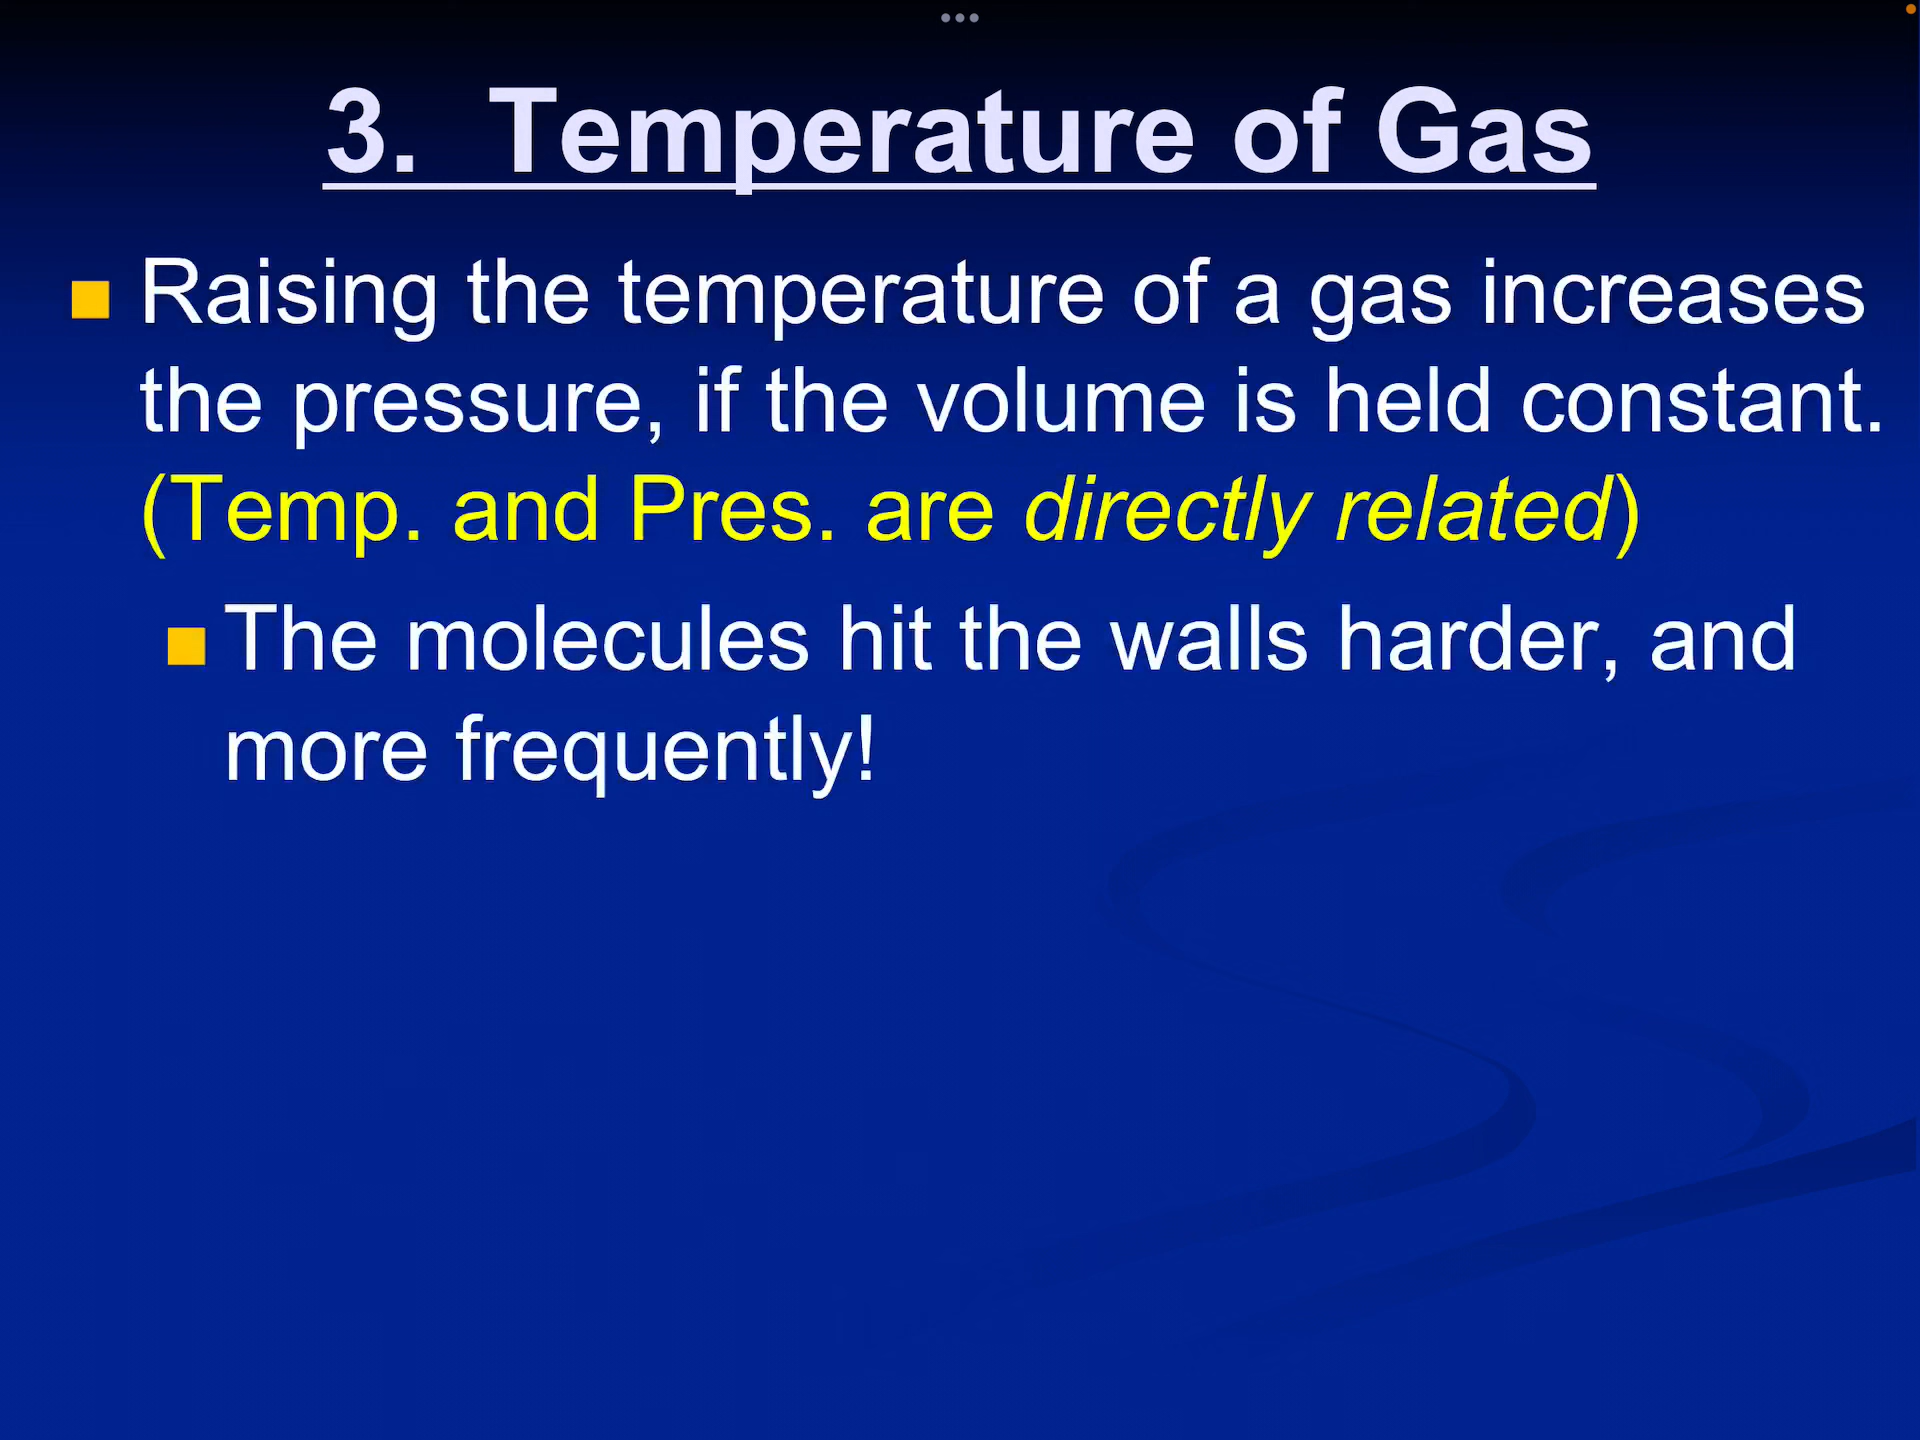 3.  Temperature of Gas
Raising the temperature of a gas increases
the pressure, if the volume is held constant.
(Temp. and Pres. are directly related)
The molecules hit the walls harder, and
more frequently!